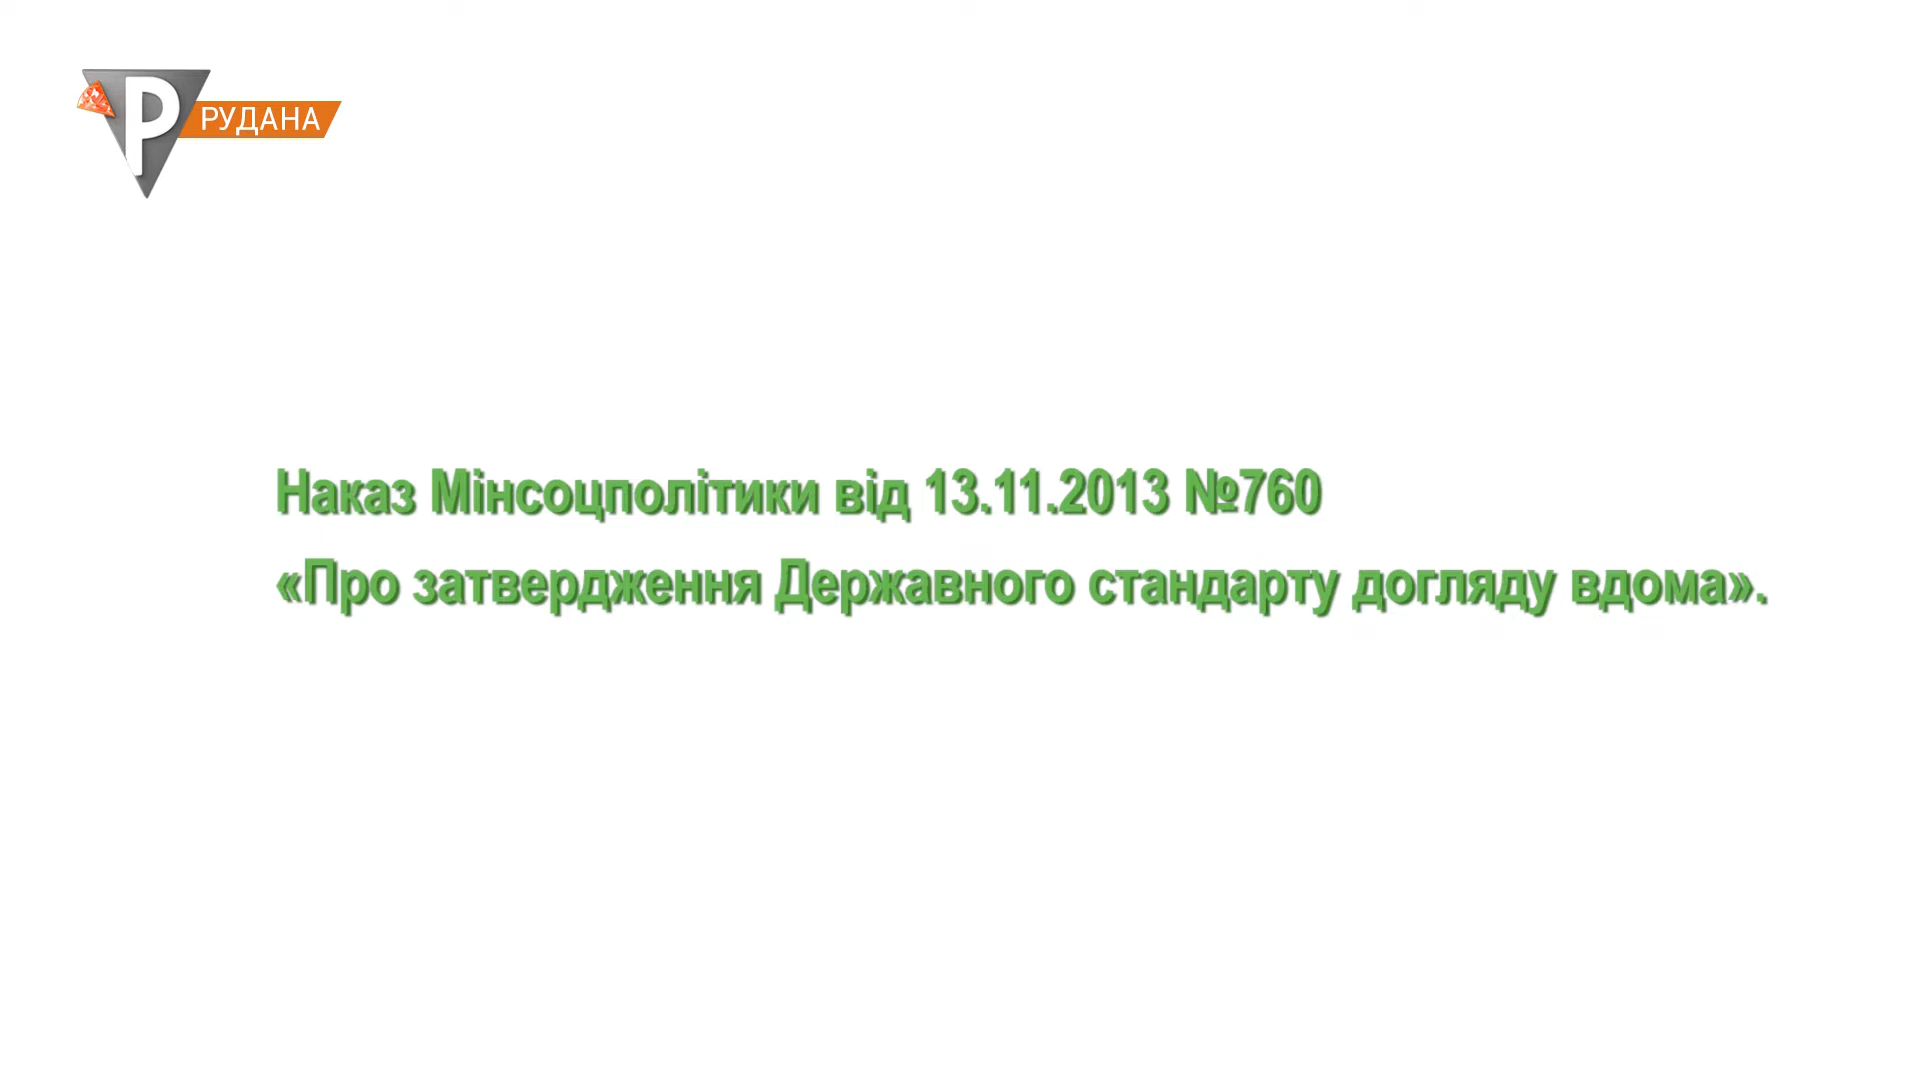 Р РУДАНА
Наказ Мінсоцполітики від 13.11.2013 №760
«Про затвердження Державного стандарту догляду вдома».